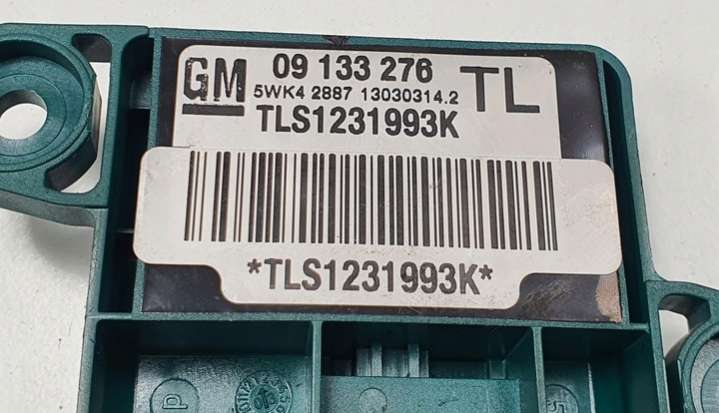 GM 09 133 276 TL
5WK4 2887 13030314.2
TLS1231993K
*TLS1231993K*